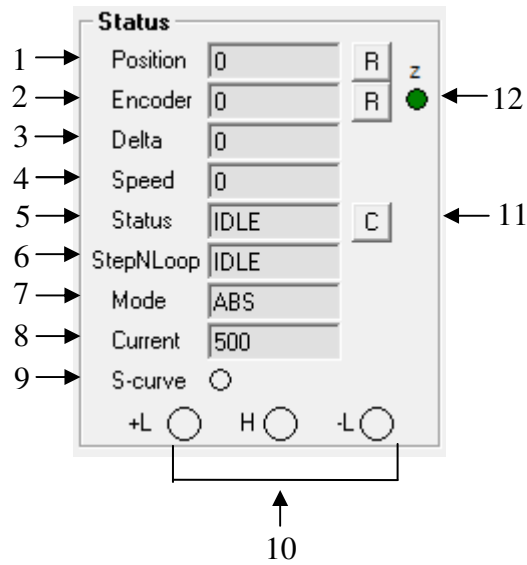 Status
1 Position 0 R z
2 Encoder 0 R 12
3 Delta 0
4 Speed 0
5 Status IDLE C 11
6 StepNLoop IDLE
7 Mode ABS
8 Current 500
9 S-curve
+L H -L
10